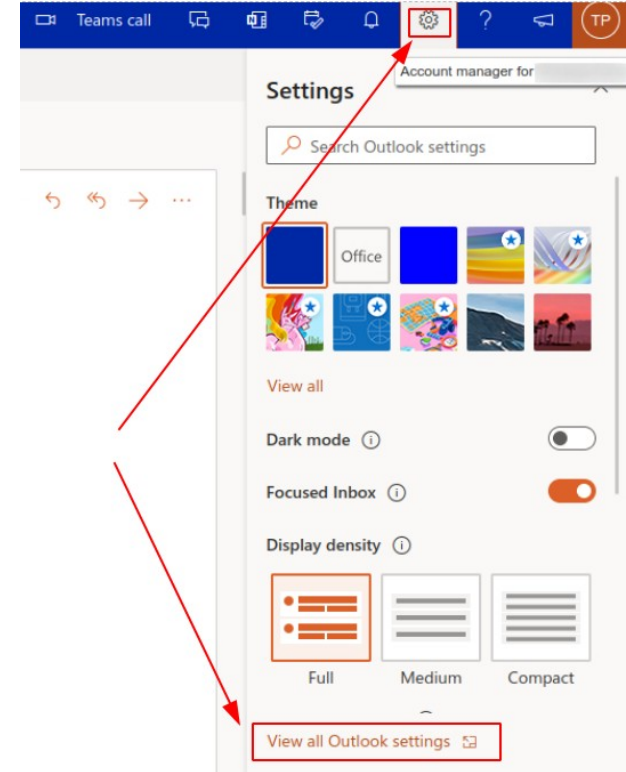 Teams call
?
TP
Account manager for
Settings
Search Outlook settings
Theme
Office
View all
Dark mode
Focused Inbox
Display density
Full Medium Compact
View all Outlook settings